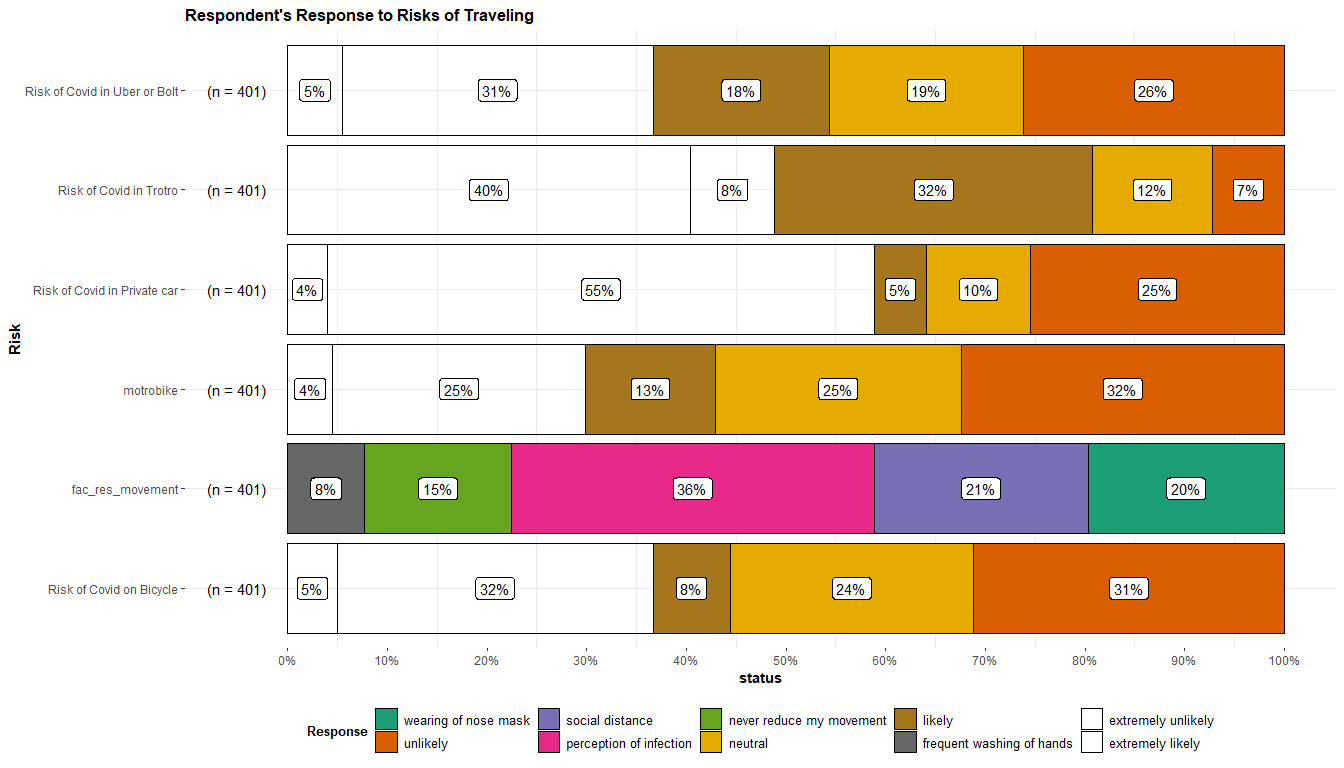 Respondent's Response to Risks of Traveling
Risk of Covid in Uber or Bolt (n = 401) 5% 31% 18% 19% 26%
Risk of Covid in Trotro (n = 401) 40% 8% 32% 12% 7%
Risk of Covid in Private car (n = 401) 4% 55% 5% 10% 25%
motrobike (n = 401) 4% 25% 13% 25% 32%
fac_res_movement (n = 401) 8% 15% 36% 21% 20%
Risk of Covid on Bicycle (n = 401) 5% 32% 8% 24% 31%
Risk
0% 10% 20% 30% 40% 50% 60% 70% 80% 90% 100%
status
Response
wearing of nose mask social distance never reduce my movement likely extremely unlikely
unlikely perception of infection neutral frequent washing of hands extremely likely